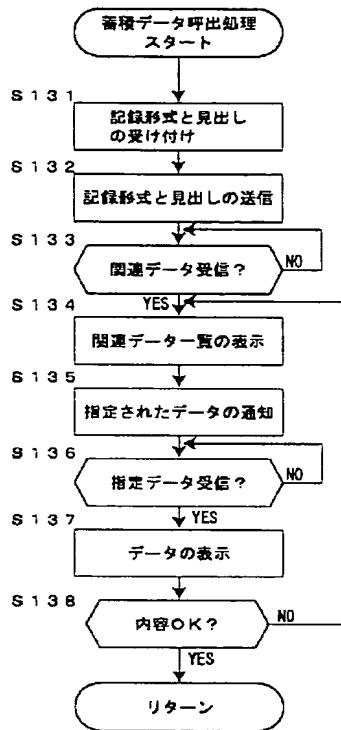 蓄積データ呼出処理
スタート
S131
記録形式と見出し
の受け付け
S132
記録形式と見出しの送信
S133
関連データ受信?
NO
S134
YES
関連データ一覧の表示
S135
指定されたデータの通知
S136
指定データ受信?
NO
S137
YES
データの表示
S138
内容OK?
NO
YES
リターン